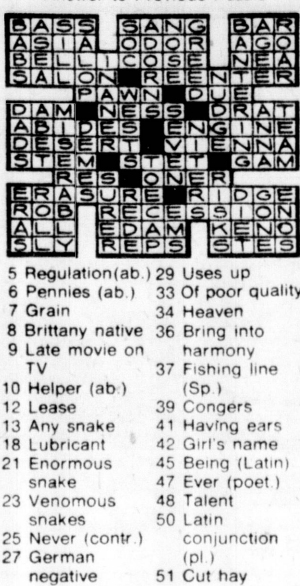 BASS SANG BAR
ASIA ODOR AGO
BELLICOSE NEA
SALON REENTER
PAWN DUE
DAM NESS DRAT
ABIDES ENGINE
DESERT VIENNA
STEM STET GAM
RES ONER
ERASURE RIDGE
ROB RECESSION
ALL EDAM KENO
SLY REPS STES
5 Regulation(ab.)
6 Pennies (ab.)
7 Grain
8 Brittany native
9 Late movie on
TV
10 Helper (ab.)
12 Lease
13 Any snake
18 Lubricant
21 Enormous
snake
23 Venomous
snakes
25 Never (contr.)
27 German
negative
29 Uses up
33 Of poor quality
34 Heaven
36 Bring into
harmony
37 Fishing line
(Sp.)
39 Congers
41 Having ears
42 Girl's name
45 Being (Latin)
47 Ever (poet.)
48 Talent
50 Latin
conjunction
(pl.)
51 Cut hay